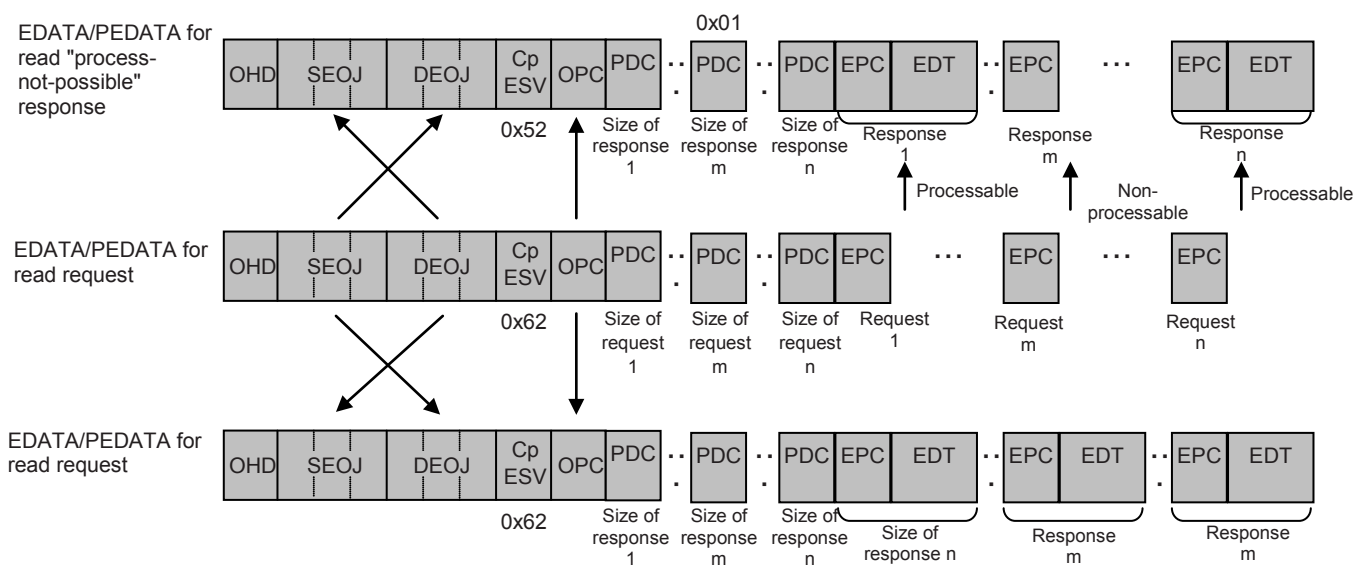 EDATA/PEDATA for
read "process-
not-possible"
response
0x01
OHD SEOJ DEOJ Cp ESV OPC PDC ·· . PDC ·· . PDC EPC EDT ·· . EPC ··· EPC EDT
0x52
Size of
response
1
Size of
response
m
Size of
response
n
Response
1
Response
m
Response
n
Processable
Non-
processable
Processable
EDATA/PEDATA for
read request
OHD SEOJ DEOJ Cp ESV OPC PDC ·· . PDC ·· . PDC EPC ··· EPC ··· EPC
0x62
Size of
request
1
Size of
request
m
Size of
request
n
Request
1
Request
m
Request
n
EDATA/PEDATA for
read request
OHD SEOJ DEOJ Cp ESV OPC PDC ·· . PDC ·· . PDC EPC EDT ·· . EPC EDT ·· . EPC EDT
0x62
Size of
response
1
Size of
response
m
Size of
response
n
Size of
response n
Response
m
Response
m